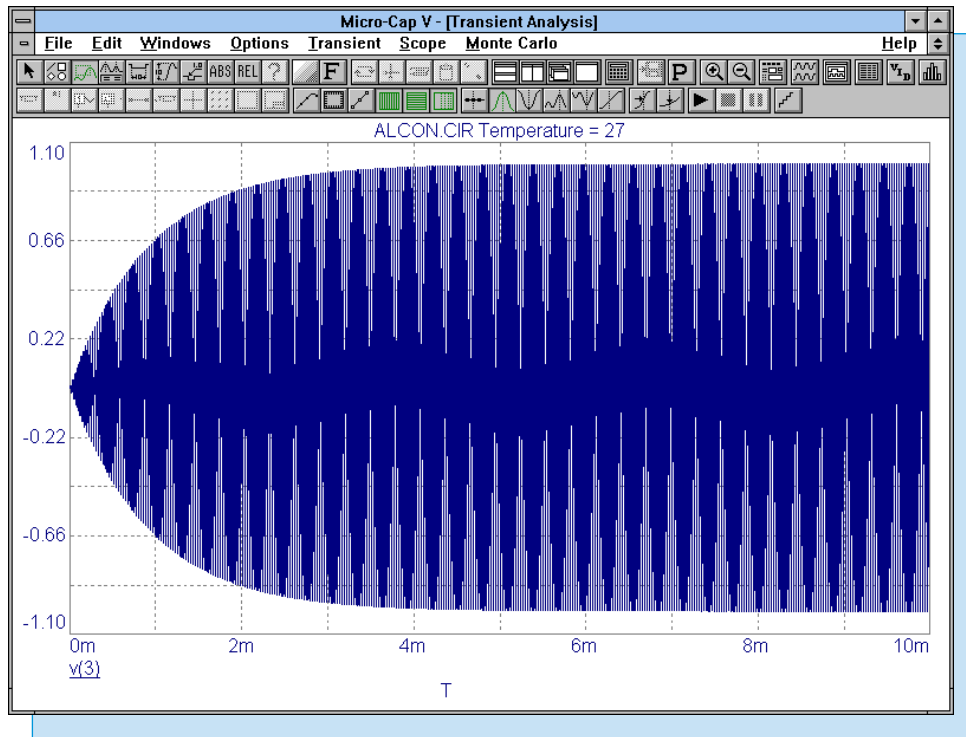 Micro-Cap V - [Transient Analysis]
File Edit Windows Options Transient Scope Monte Carlo Help
ABS REL ? F P VID
ALCON.CIR Temperature = 27
1.10
0.66
0.22
-0.22
-0.66
-1.10
0m 2m 4m 6m 8m 10m
v(3)
T